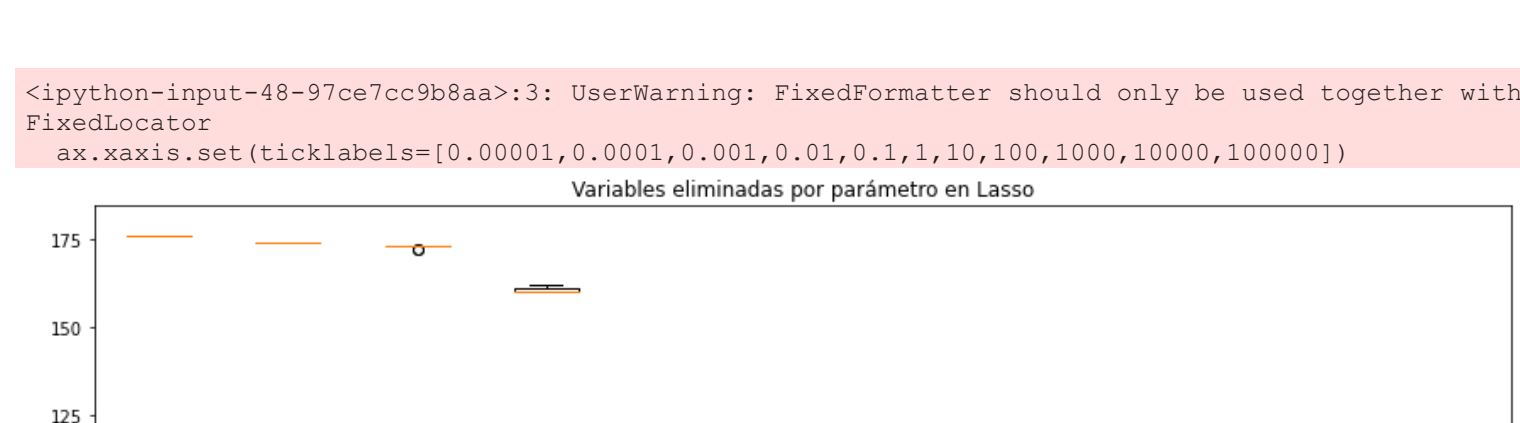 <ipython-input-48-97ce7cc9b8aa>:3: UserWarning: FixedFormatter should only be used together with
FixedLocator
  ax.xaxis.set(ticklabels=[0.00001,0.0001,0.001,0.01,0.1,1,10,100,1000,10000,100000])
Variables eliminadas por parámetro en Lasso
175
150
125